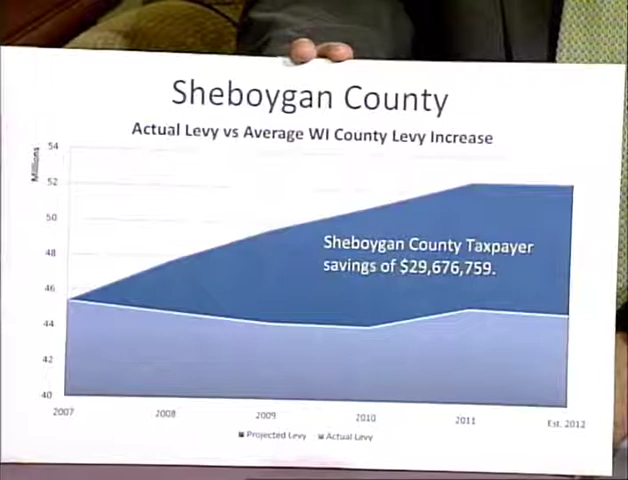 Sheboygan County
Actual Levy vs Average WI County Levy Increase
Millions
54
52
50
48
46
44
42
40
Sheboygan County Taxpayer
savings of $29,676,759.
2007 2008 2009 2010 2011 Est. 2012
Projected Levy Actual Levy